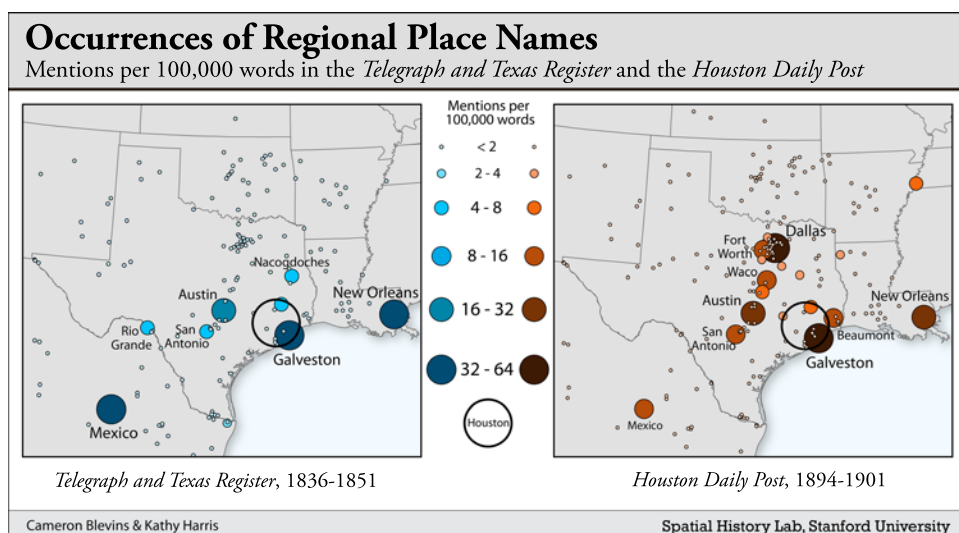 Occurrences of Regional Place Names
Mentions per 100,000 words in the Telegraph and Texas Register and the Houston Daily Post
Nacogdoches
Austin
New Orleans
Rio
Grande
San
Antonio
Galveston
Mexico
Mentions per
100,000 words
< 2
2 - 4
4 - 8
8 - 16
16 - 32
32 - 64
Houston
Dallas
Fort
Worth
Waco
Austin
New Orleans
San
Antonio
Beaumont
Galveston
Mexico
Telegraph and Texas Register, 1836-1851
Houston Daily Post, 1894-1901
Cameron Blevins & Kathy Harris
Spatial History Lab, Stanford University